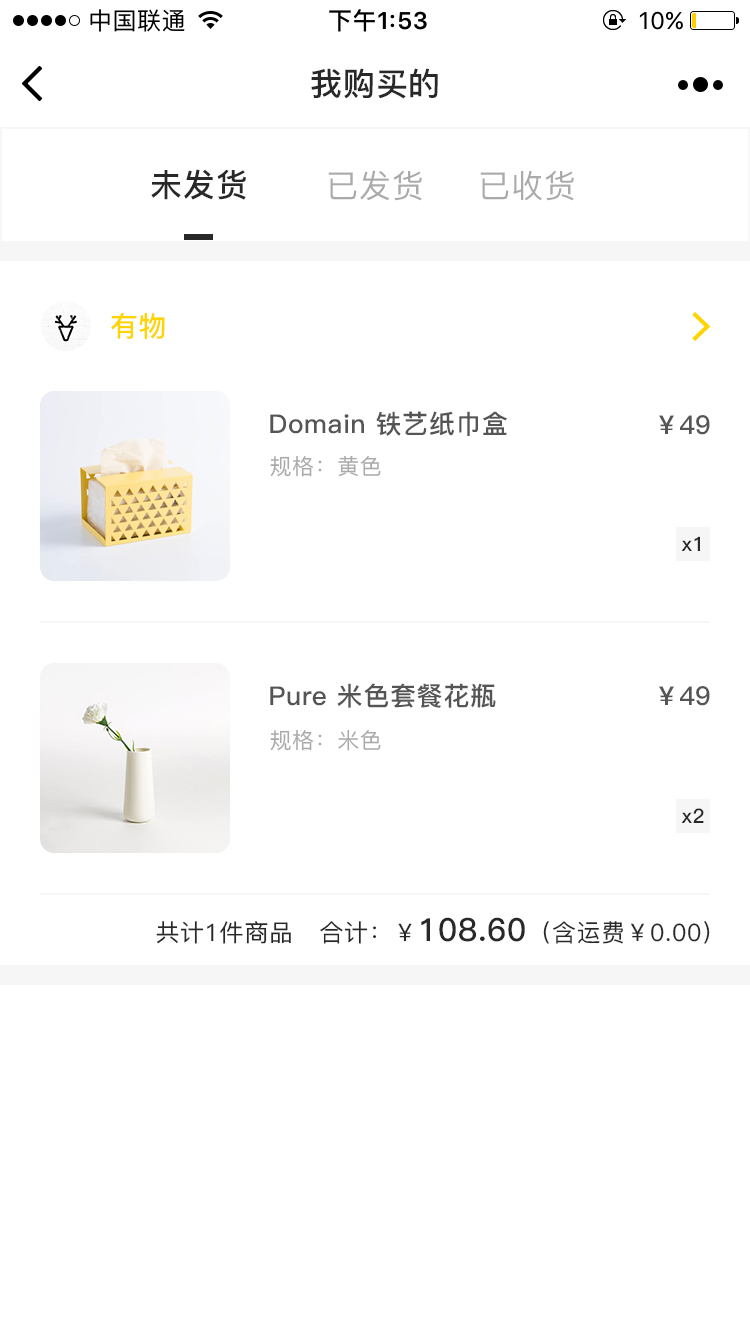 中国联通 下午1:53 10%
我购买的
未发货 已发货 已收货
有物
Domain 铁艺纸巾盒 ¥49
规格：黄色
x1
Pure 米色套餐花瓶 ¥49
规格：米色
x2
共计1件商品 合计：¥108.60（含运费¥0.00）